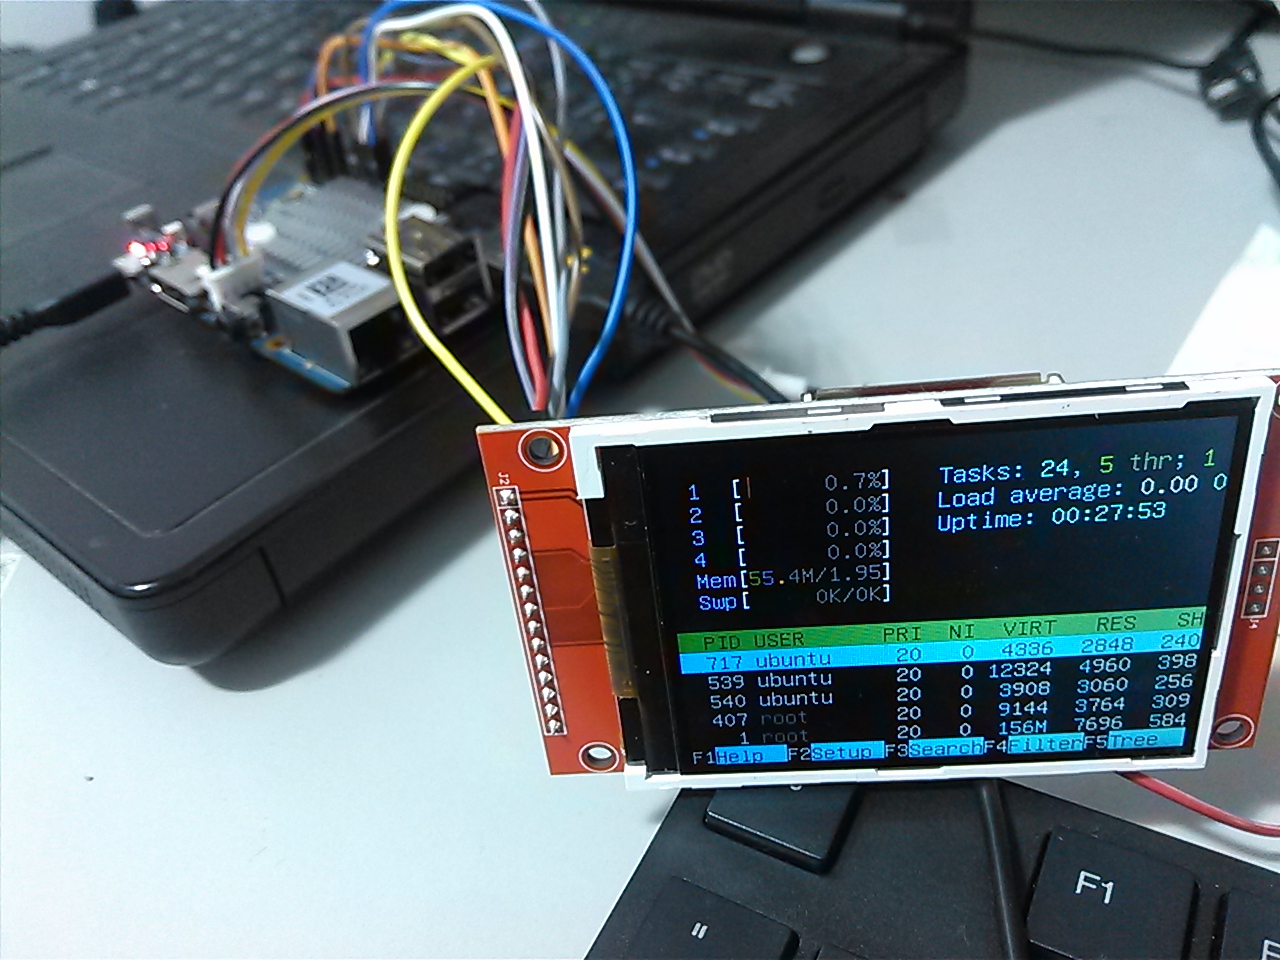 1 [| 0.7%]
2 [ 0.0%]
3 [ 0.0%]
4 [ 0.0%]
Mem[55.4M/1.95]
Swp[ 0K/0K]
Tasks: 24, 5 thr; 1
Load average: 0.00 0
Uptime: 00:27:53
PID USER PRI NI VIRT RES SH
717 ubuntu 20 0 4336 2848 240
539 ubuntu 20 0 12324 4960 398
540 ubuntu 20 0 3908 3060 256
407 root 20 0 9144 3764 309
1 root 20 0 156M 7696 584
F1Help F2Setup F3SearchF4FilterF5Tree
J2
J4
F1
"